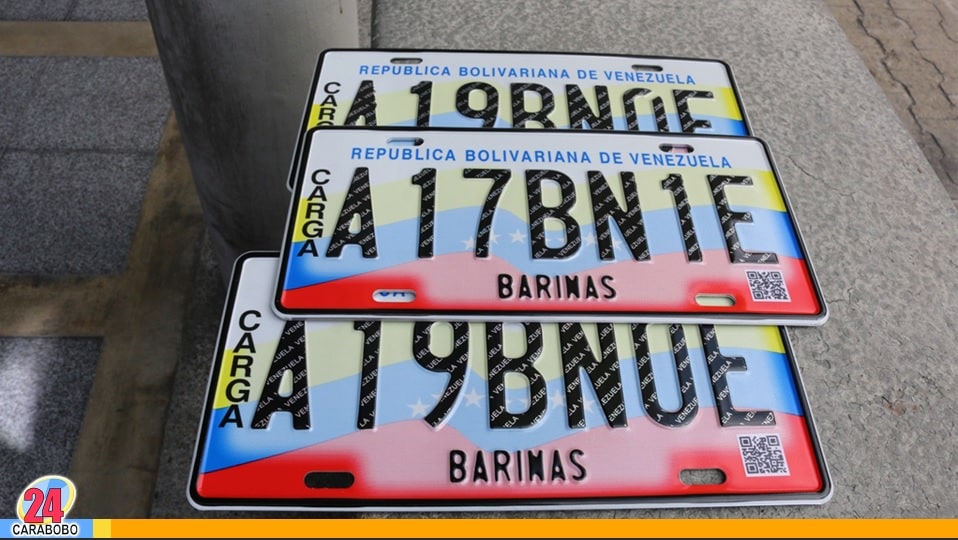 REPUBLICA BOLIVARIANA DE VENEZUELA
CARGA
A19BN0E
REPUBLICA BOLIVARIANA DE VENEZUELA
CARGA
A17BN1E
BARINAS
CARGA
A19BN0E
BARINAS
24
CARABOBO